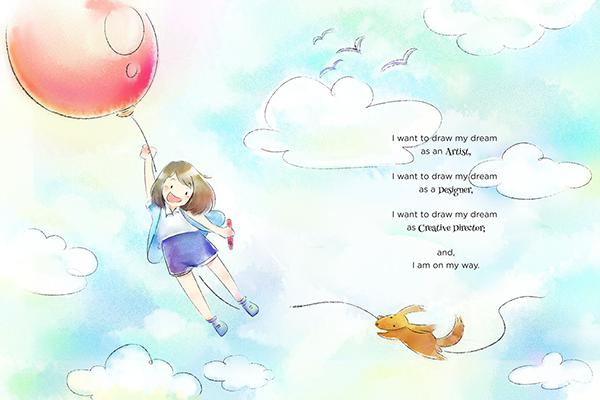 I want to draw my dream
as an Artist,
I want to draw my dream
as a Designer,
I want to draw my dream
as Creative Director;
and,
I am on my way.